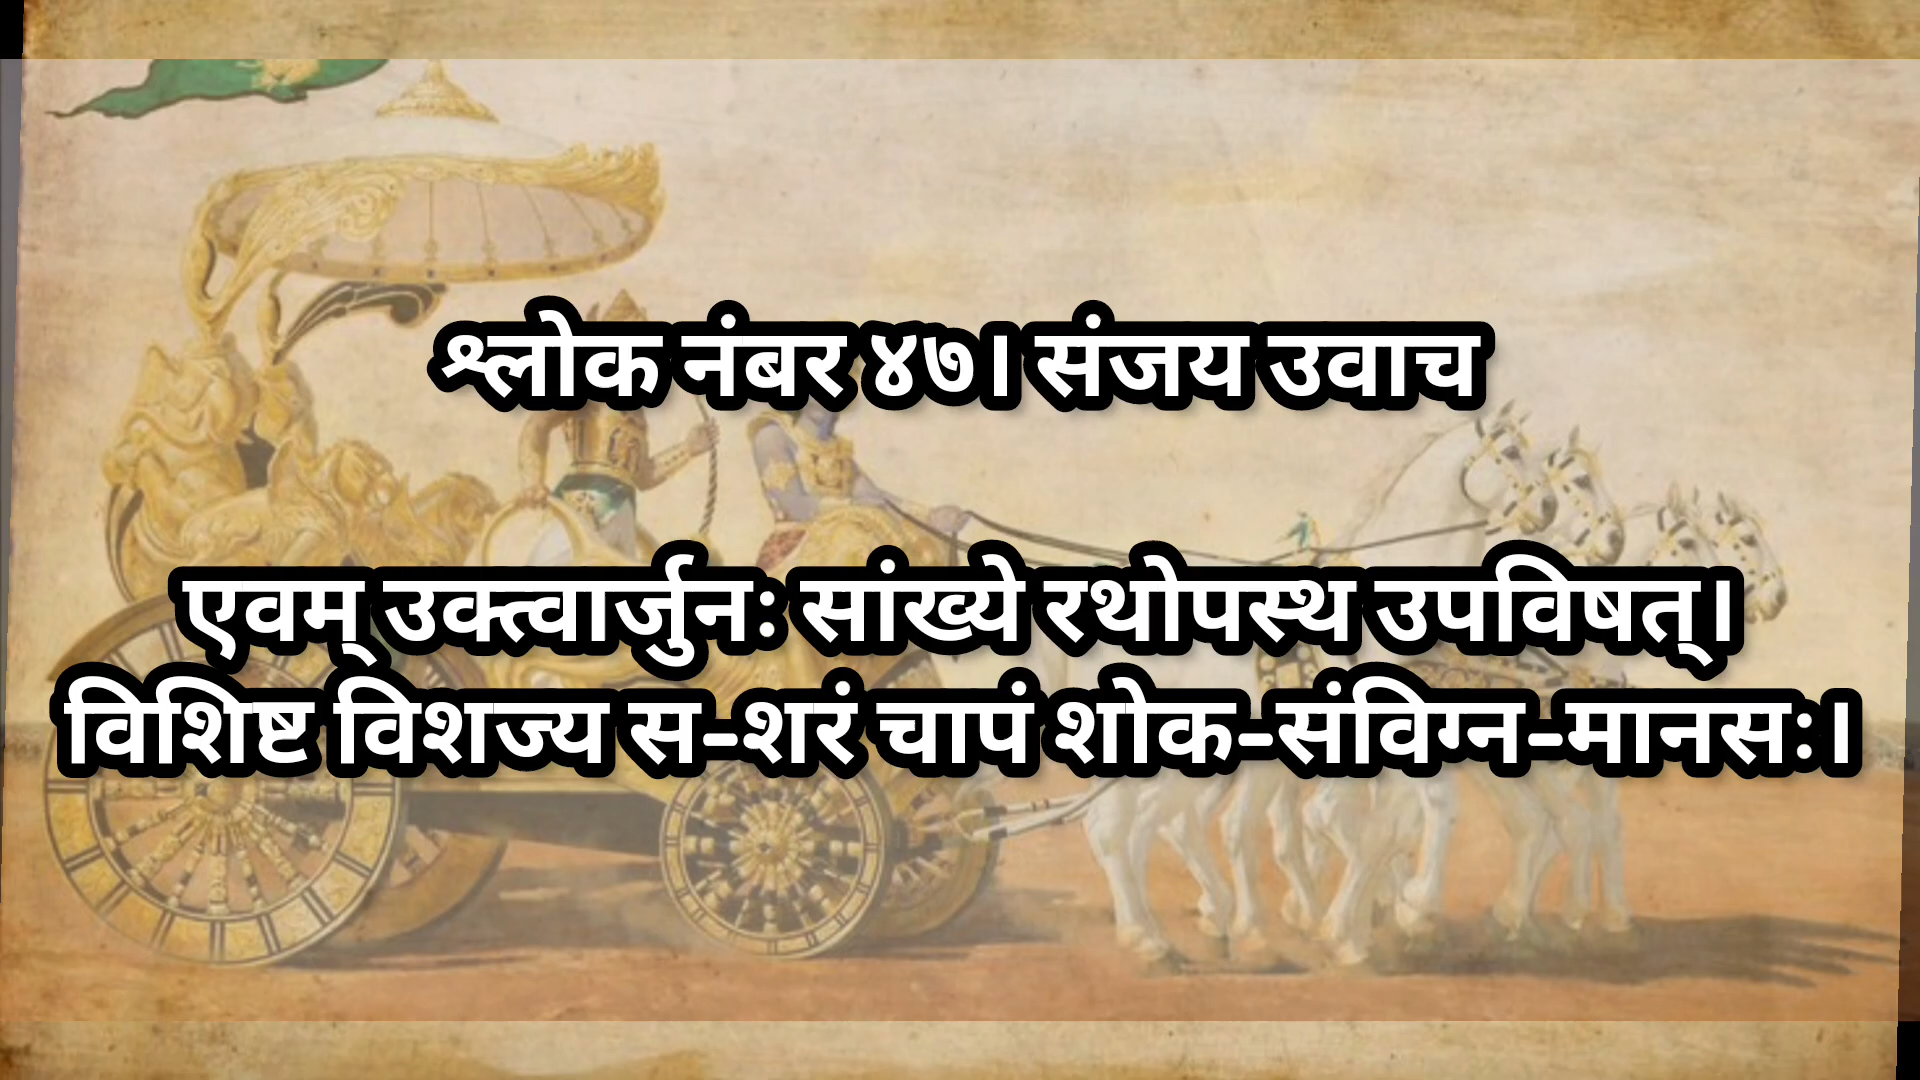 श्लोक नंबर ४७। संजय उवाच
एवम् उक्त्वार्जुनः सांख्ये रथोपस्थ उपविषत्।
विशिष्ट विशज्य स-शरं चापं शोक-संविग्न-मानसः।